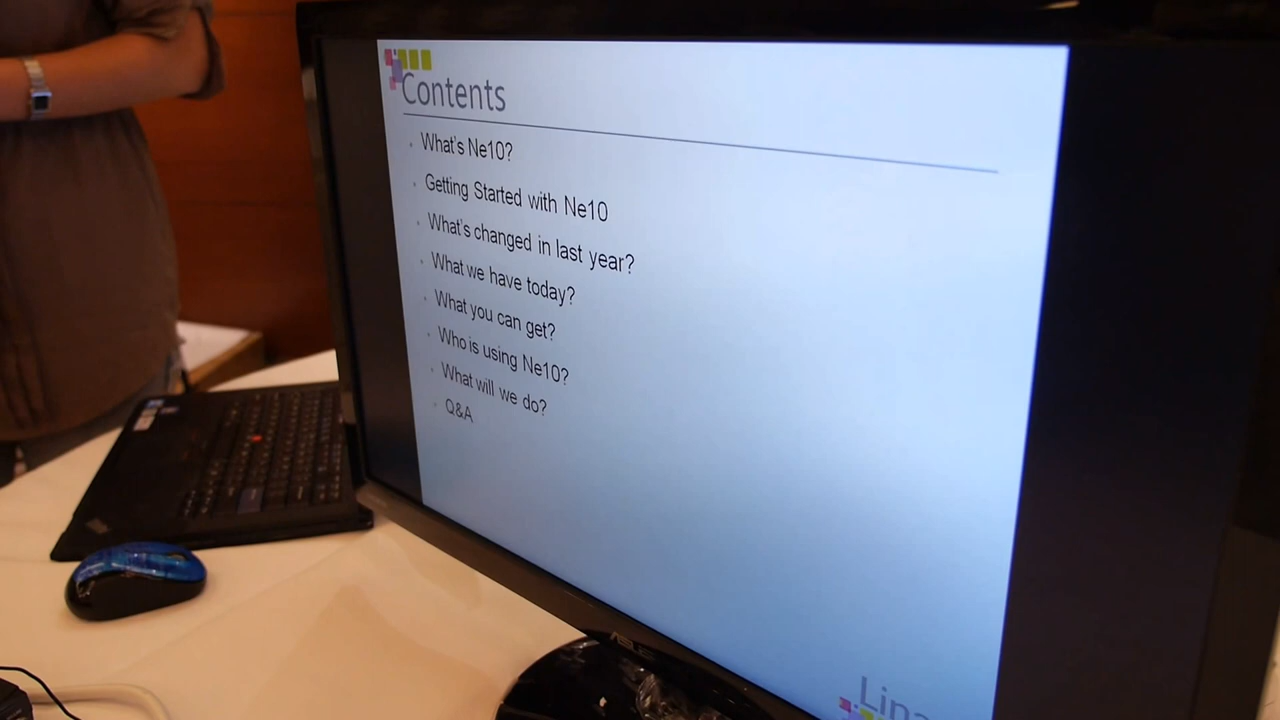 Contents
What's Ne10?
Getting Started with Ne10
What's changed in last year?
What we have today?
What you can get?
Who is using Ne10?
What will we do?
Q&A
ASUS